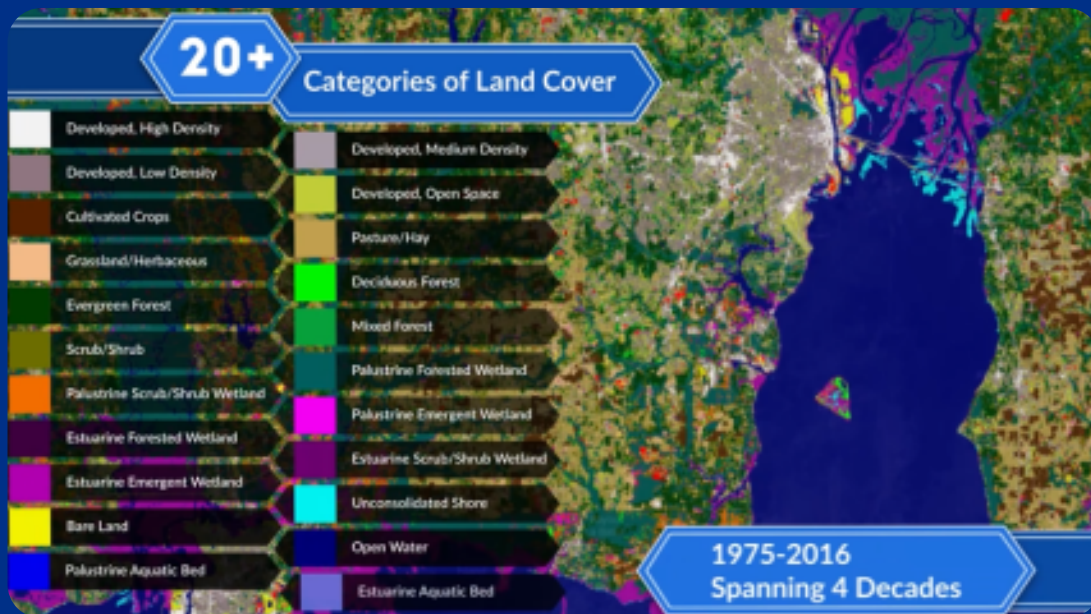 20+
Categories of Land Cover
Developed, High Density
Developed, Low Density
Cultivated Crops
Grassland/Herbaceous
Evergreen Forest
Scrub/Shrub
Palustrine Scrub/Shrub Wetland
Estuarine Forested Wetland
Estuarine Emergent Wetland
Bare Land
Palustrine Aquatic Bed
Developed, Medium Density
Developed, Open Space
Pasture/Hay
Deciduous Forest
Mixed Forest
Palustrine Forested Wetland
Palustrine Emergent Wetland
Estuarine Scrub/Shrub Wetland
Unconsolidated Shore
Open Water
Estuarine Aquatic Bed
1975-2016
Spanning 4 Decades